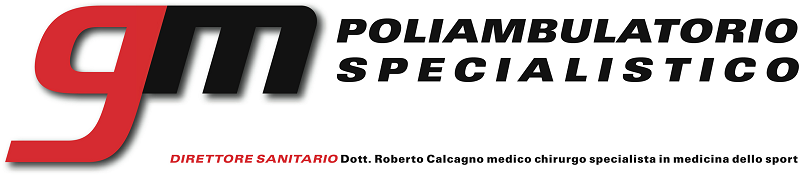 gm
POLIAMBULATORIO
SPECIALISTICO
DIRETTORE SANITARIO Dott. Roberto Calcagno medico chirurgo specialista in medicina dello sport